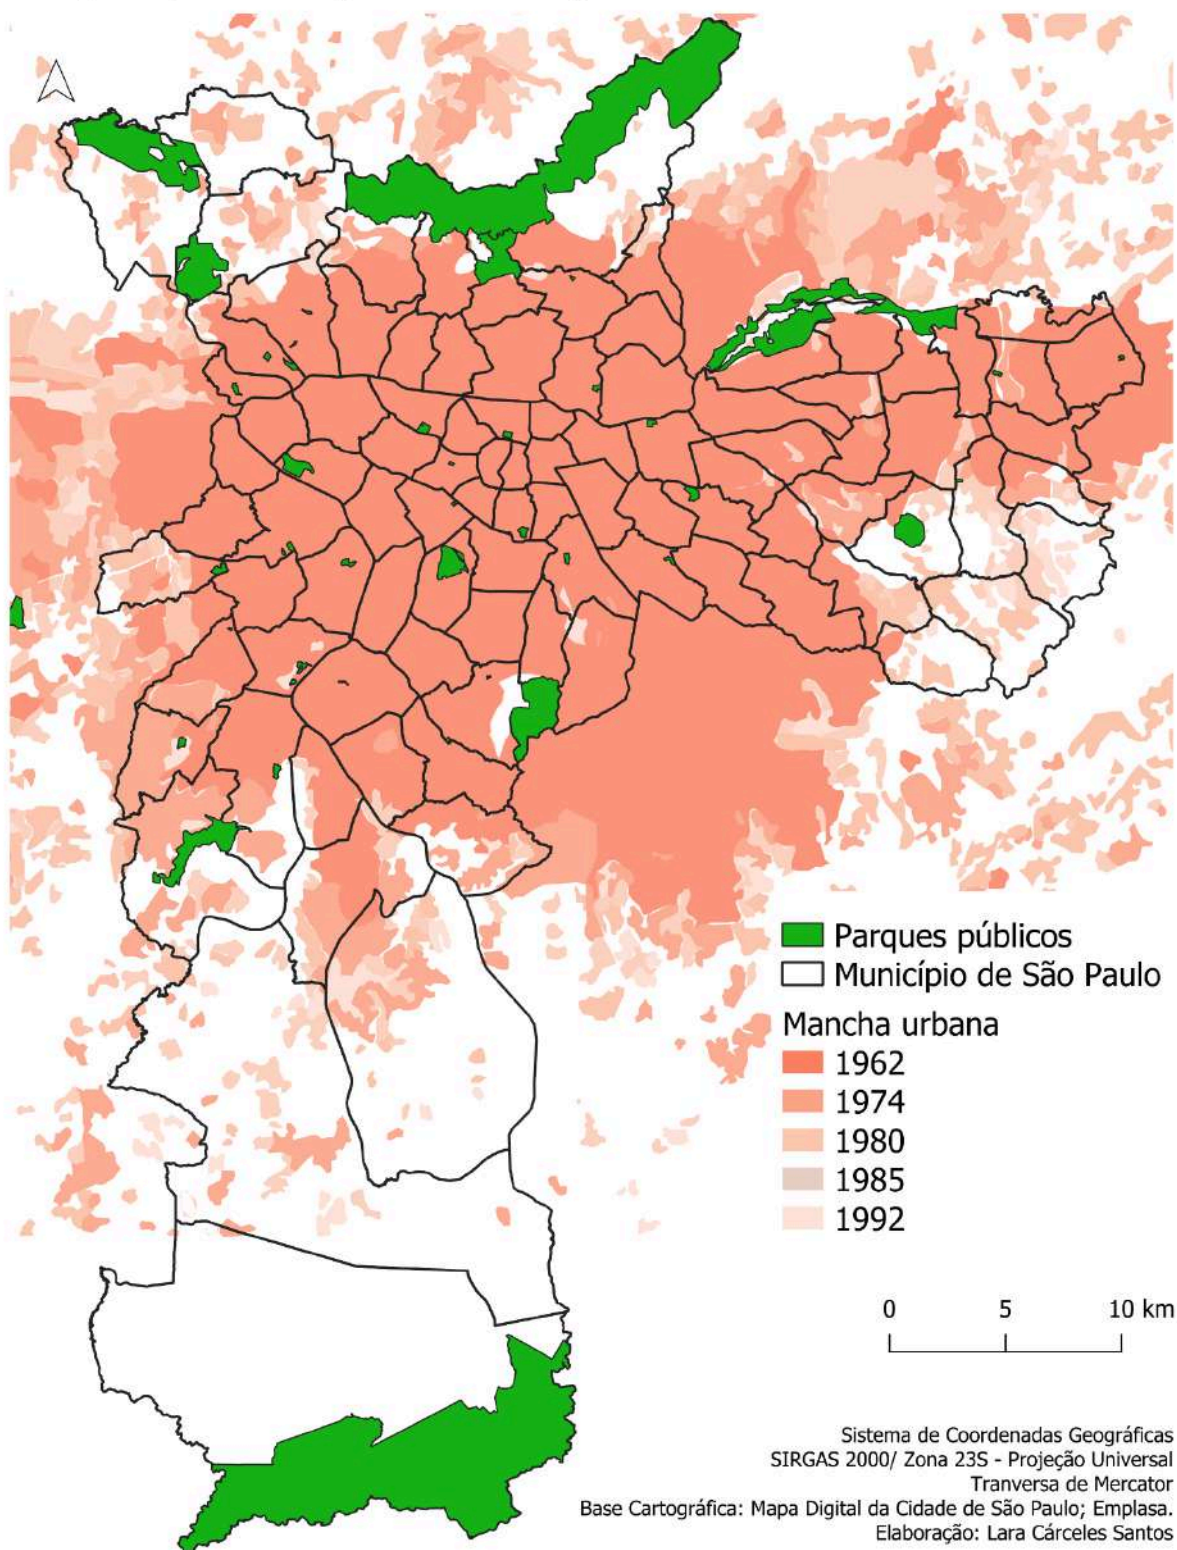 Parques públicos
Município de São Paulo
Mancha urbana
1962
1974
1980
1985
1992
0 5 10 km
Sistema de Coordenadas Geográficas
SIRGAS 2000/ Zona 23S - Projeção Universal
Tranversa de Mercator
Base Cartográfica: Mapa Digital da Cidade de São Paulo; Emplasa.
Elaboração: Lara Cárceles Santos